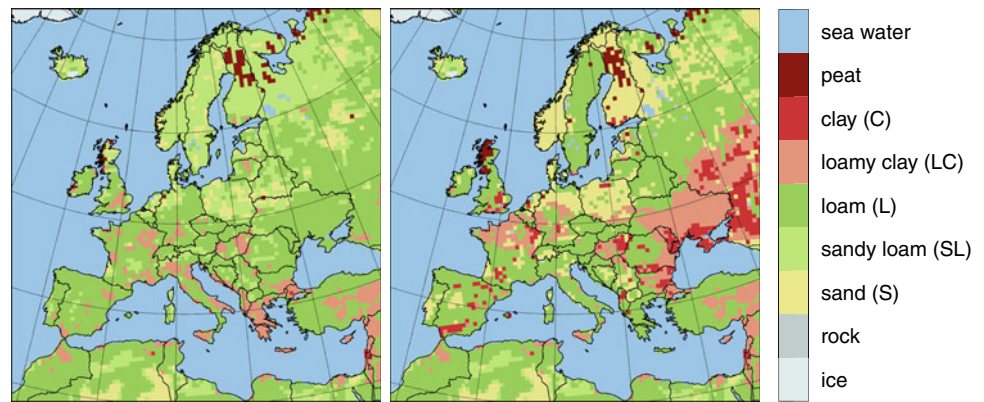 sea water
peat
clay (C)
loamy clay (LC)
loam (L)
sandy loam (SL)
sand (S)
rock
ice